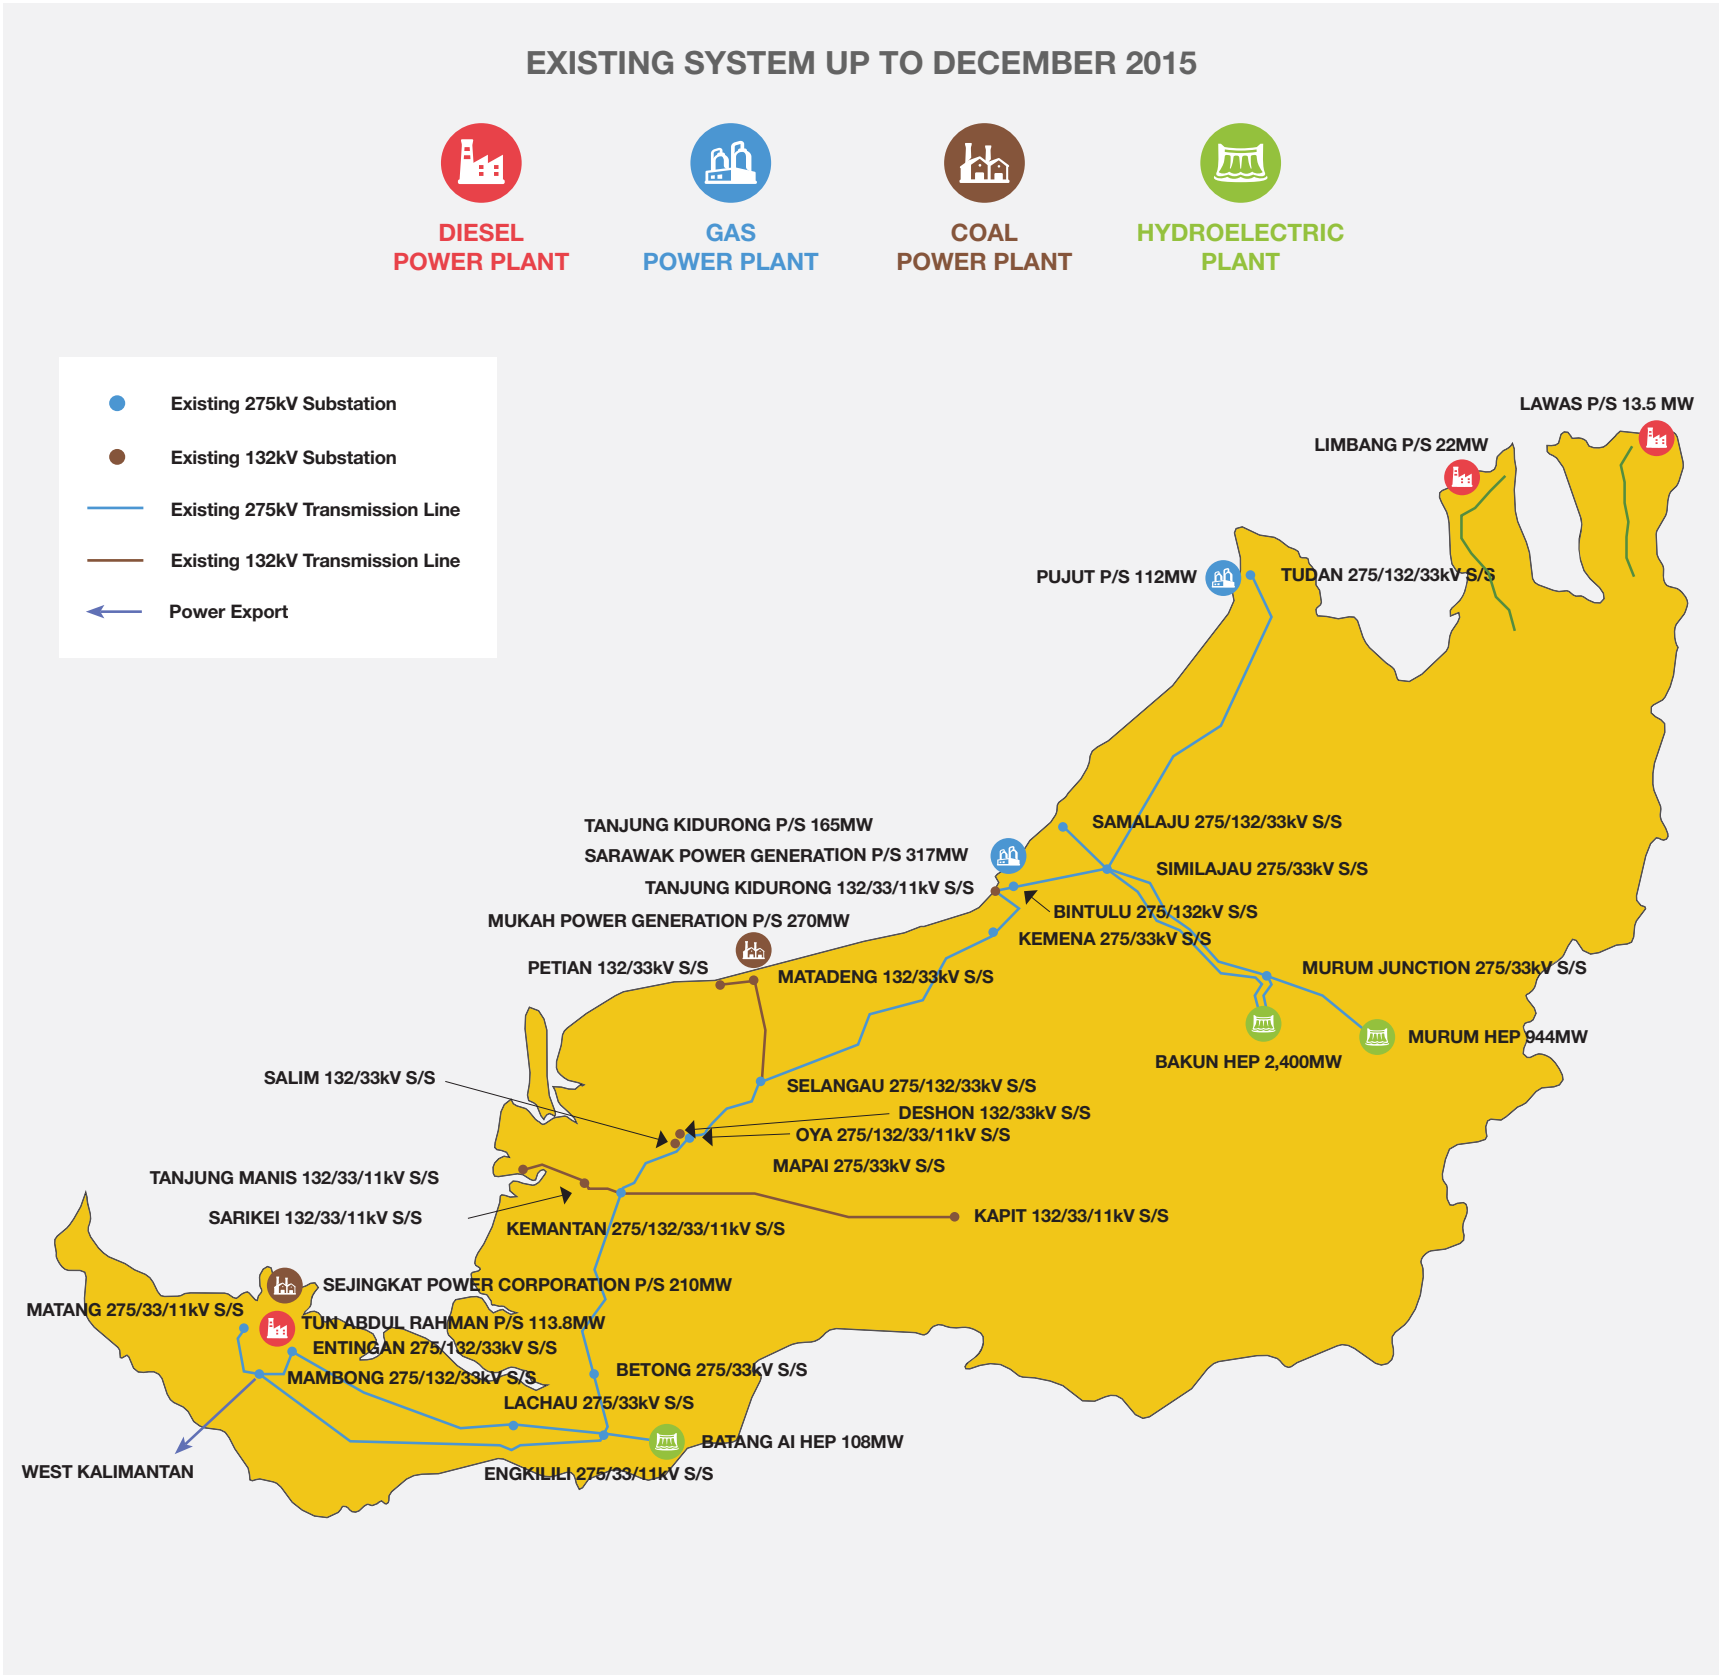 EXISTING SYSTEM UP TO DECEMBER 2015
DIESEL
POWER PLANT
GAS
POWER PLANT
COAL
POWER PLANT
HYDROELECTRIC
PLANT
Existing 275kV Substation
Existing 132kV Substation
Existing 275kV Transmission Line
Existing 132kV Transmission Line
Power Export
LAWAS P/S 13.5 MW
LIMBANG P/S 22MW
PUJUT P/S 112MW
TUDAN 275/132/33kV S/S
TANJUNG KIDURONG P/S 165MW
SAMALAJU 275/132/33kV S/S
SARAWAK POWER GENERATION P/S 317MW
SIMILAJAU 275/33kV S/S
TANJUNG KIDURONG 132/33/11kV S/S
BINTULU 275/132kV S/S
MUKAH POWER GENERATION P/S 270MW
KEMENA 275/33kV S/S
PETIAN 132/33kV S/S
MATADENG 132/33kV S/S
MURUM JUNCTION 275/33kV S/S
MURUM HEP 944MW
BAKUN HEP 2,400MW
SALIM 132/33kV S/S
SELANGAU 275/132/33kV S/S
DESHON 132/33kV S/S
OYA 275/132/33/11kV S/S
MAPAI 275/33kV S/S
TANJUNG MANIS 132/33/11kV S/S
SARIKEI 132/33/11kV S/S
KAPIT 132/33/11kV S/S
KEMANTAN 275/132/33/11kV S/S
SEJINGKAT POWER CORPORATION P/S 210MW
MATANG 275/33/11kV S/S
TUN ABDUL RAHMAN P/S 113.8MW
ENTINGAN 275/132/33kV S/S
MAMBONG 275/132/33kV S/S
BETONG 275/33kV S/S
LACHAU 275/33kV S/S
BATANG AI HEP 108MW
WEST KALIMANTAN
ENGKILILI 275/33/11kV S/S